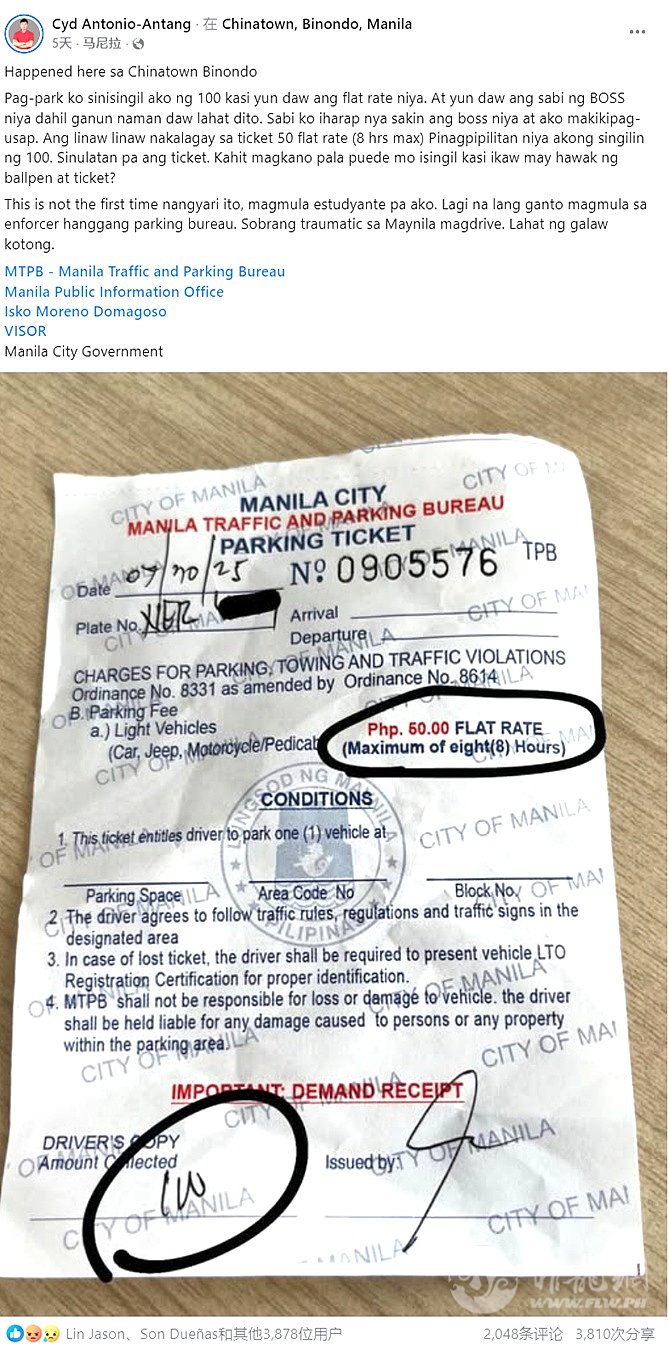 Cyd Antonio-Antang · 在 Chinatown, Binondo, Manila
5天 · 马尼拉 ·
Happened here sa Chinatown Binondo
Pag-park ko sinisingil ako ng 100 kasi yun daw ang flat rate niya. At yun daw ang sabi ng BOSS
niya dahil ganun naman daw lahat dito. Sabi ko iharap nya sakin ang boss niya at ako makikipag-
usap. Ang linaw linaw nakalagay sa ticket 50 flat rate (8 hrs max) Pinagpipilitan niya akong singilin
ng 100. Sinulatan pa ang ticket. Kahit magkano pala puede mo isingil kasi ikaw may hawak ng
ballpen at ticket?
This is not the first time nangyari ito, magmula estudyante pa ako. Lagi na lang ganto magmula sa
enforcer hanggang parking bureau. Sobrang traumatic sa Maynila magdrive. Lahat ng galaw
kotong.
MTPB - Manila Traffic and Parking Bureau
Manila Public Information Office
Isko Moreno Domagoso
VISOR
Manila City Government
MANILA CITY
MANILA TRAFFIC AND PARKING BUREAU
PARKING TICKET
Date 07/20/25 Nº 0905576 TPB
Plate No. Arrival
Departure
CHARGES FOR PARKING, TOWING AND TRAFFIC VIOLATIONS
Ordinance No. 8331 as amended by Ordinance No. 8614
B. Parking Fee
a.) Light Vehicles Php. 50.00 FLAT RATE
(Car, Jeep, Motorcycle/Pedicab (Maximum of eight(8) Hours)
CONDITIONS
1. This ticket entitles driver to park one (1) vehicle at
Parking Space Area Code No Block No.
2. The driver agrees to follow traffic rules, regulations and traffic signs in the
designated area
3. In case of lost ticket, the driver shall be required to present vehicle LTO
Registration Certification for proper identification.
4. MTPB shall not be responsible for loss or damage to vehicle. the driver
shall be held liable for any damage caused to persons or any property
within the parking area.
IMPORTANT: DEMAND RECEIPT
DRIVER'S COPY
Amount Collected 100 Issued by:
CITY OF MANILA
LUNGSOD NG MAYNILA
PILIPINAS
菲龍網
WWW.FLW.PH
Lin Jason、Son Dueñas和其他3,878位用户 2,048条评论 3,810次分享